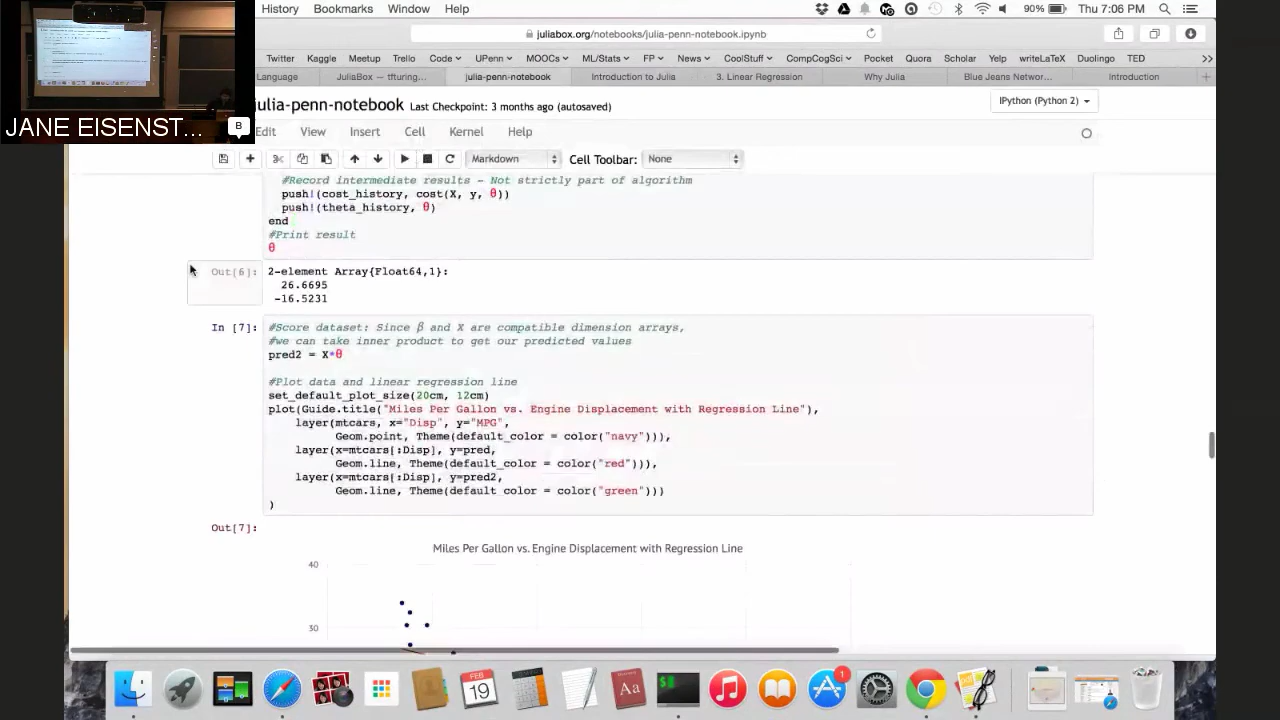 History Bookmarks Window Help
90% Thu 7:06 PM
juliabox.org/notebooks/julia-penn-notebook.ipynb
Twitter Kaggle Meetup Trello Code UPenn MOOCs ML/Stats FP News CoolStuff CompCogSci Pocket Quora Scholar writeLaTeX Duolingo TED
Language JuliaBox — tfturing... julia-penn-notebook Introduction to Julia 3. Linear Regression Why Julia Blue Jeans Networ... Introduction
JANE EISENST...
B
julia-penn-notebook Last Checkpoint: 3 months ago (autosaved)
IPython (Python 2)
Edit View Insert Cell Kernel Help
Markdown Cell Toolbar: None
#Record intermediate results - Not strictly part of algorithm
push!(cost_history, cost(X, y, θ))
push!(theta_history, θ)
end
#Print result
θ
Out[6]: 2-element Array{Float64,1}:
26.6695
-16.5231
In [7]: #Score dataset: Since β and X are compatible dimension arrays,
#we can take inner product to get our predicted values
pred2 = X*θ
#Plot data and linear regression line
set_default_plot_size(20cm, 12cm)
plot(Guide.title("Miles Per Gallon vs. Engine Displacement with Regression Line"),
layer(mtcars, x="Disp", y="MPG",
Geom.point, Theme(default_color = color("navy"))),
layer(x=mtcars[:Disp], y=pred,
Geom.line, Theme(default_color = color("red"))),
layer(x=mtcars[:Disp], y=pred2,
Geom.line, Theme(default_color = color("green")))
)
Out[7]:
Miles Per Gallon vs. Engine Displacement with Regression Line
40
30
FEB
19
Aa
1